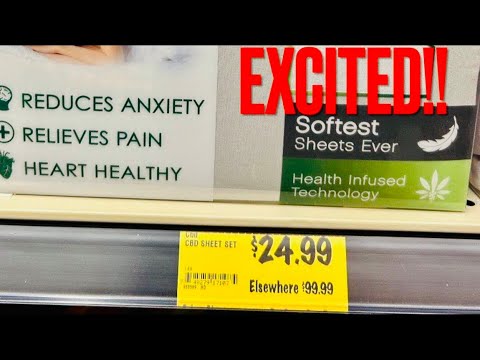 EXCITED!!
REDUCES ANXIETY
RELIEVES PAIN
HEART HEALTHY
Softest
Sheets Ever
Health Infused
Technology
CBD SHEET SET
$24.99
Elsewhere $99.99